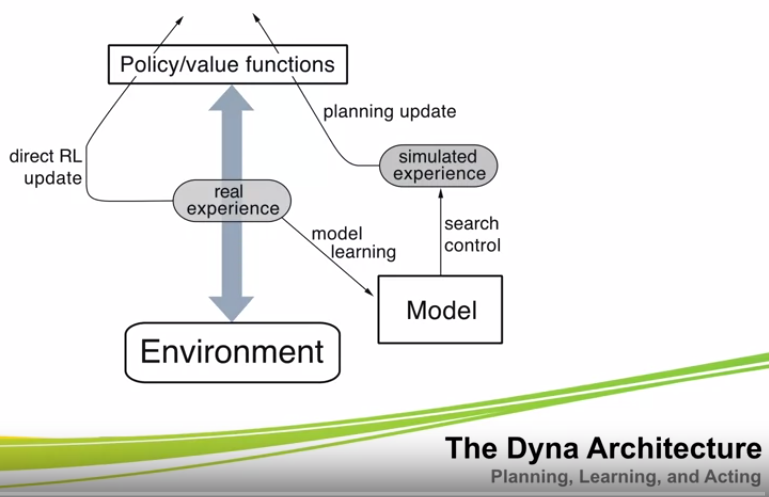 Policy/value functions
planning update
direct RL
update
simulated
experience
real
experience
model
learning
search
control
Model
Environment
The Dyna Architecture
Planning, Learning, and Acting